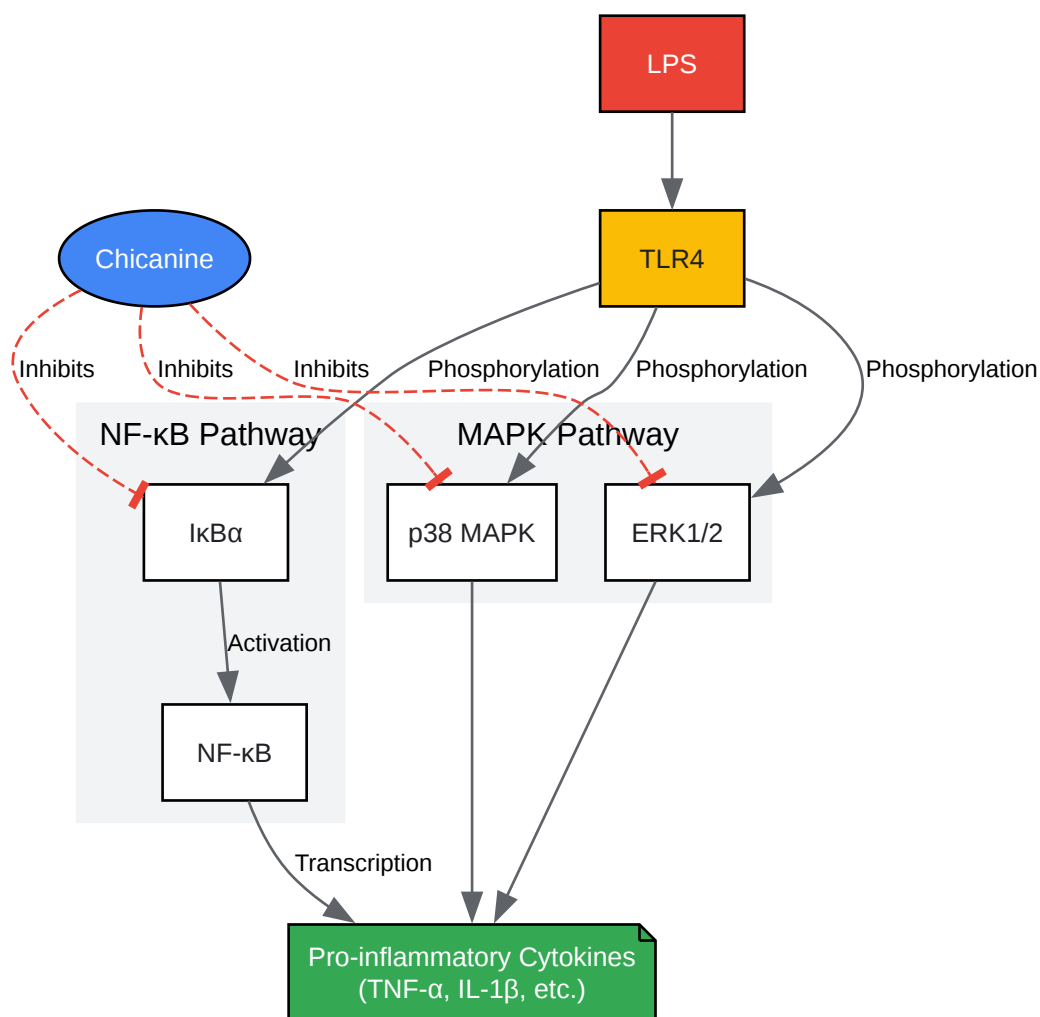 LPS
Chicanine
TLR4
Inhibits
Inhibits
Inhibits
Phosphorylation
Phosphorylation
Phosphorylation
NF-κB Pathway
MAPK Pathway
IκBα
p38 MAPK
ERK1/2
Activation
NF-κB
Transcription
Pro-inflammatory Cytokines
(TNF-α, IL-1β, etc.)